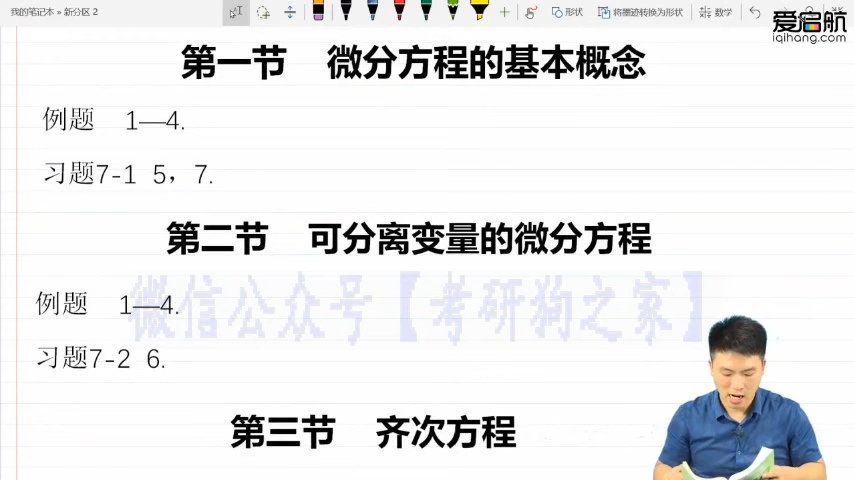 我的笔记本 » 新分区 2
形状 将墨迹转换为形状 数学
爱启航
iqihang.com
第一节 微分方程的基本概念
例题 1—4.
习题7-1 5，7.
第二节 可分离变量的微分方程
微信公众号【考研狗之家】
例题 1—4.
习题7-2 6.
第三节 齐次方程